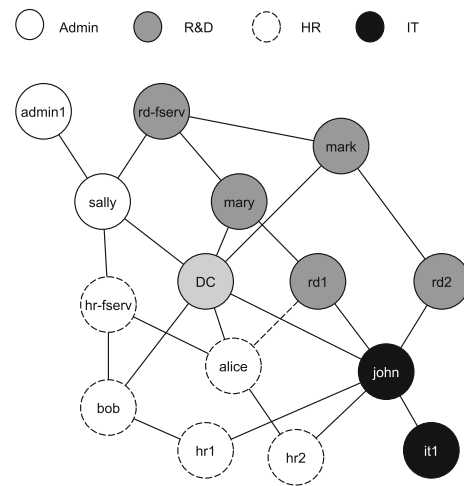 Admin R&D HR IT
admin1
rd-fserv
mark
sally
mary
DC
rd1
rd2
hr-fserv
alice
john
bob
hr1
hr2
it1